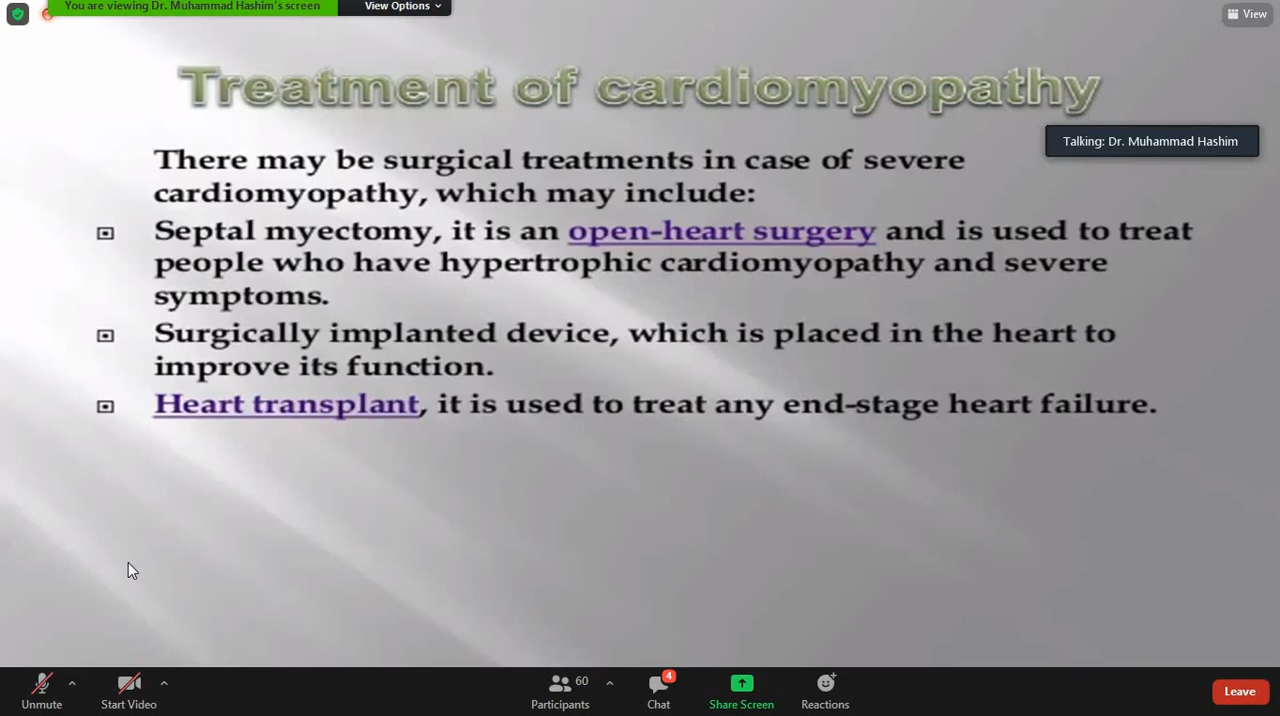 You are viewing Dr. Muhammad Hashim's screen
View Options
View
Treatment of cardiomyopathy
Talking: Dr. Muhammad Hashim
There may be surgical treatments in case of severe
cardiomyopathy, which may include:
Septal myectomy, it is an open-heart surgery and is used to treat
people who have hypertrophic cardiomyopathy and severe
symptoms.
Surgically implanted device, which is placed in the heart to
improve its function.
Heart transplant, it is used to treat any end-stage heart failure.
Unmute
Start Video
60
Participants
4
Chat
Share Screen
Reactions
Leave